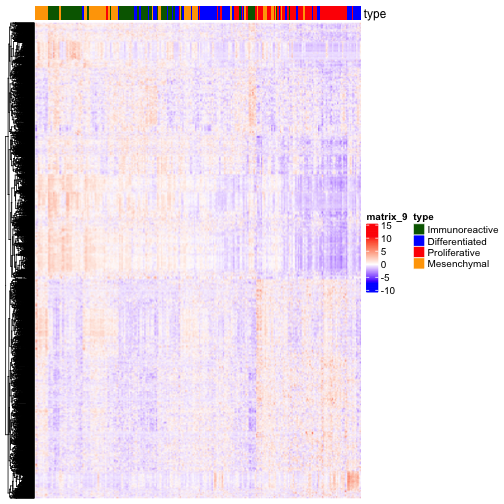 type
matrix_9
15
10
5
0
-5
-10
type
Immunoreactive
Differentiated
Proliferative
Mesenchymal